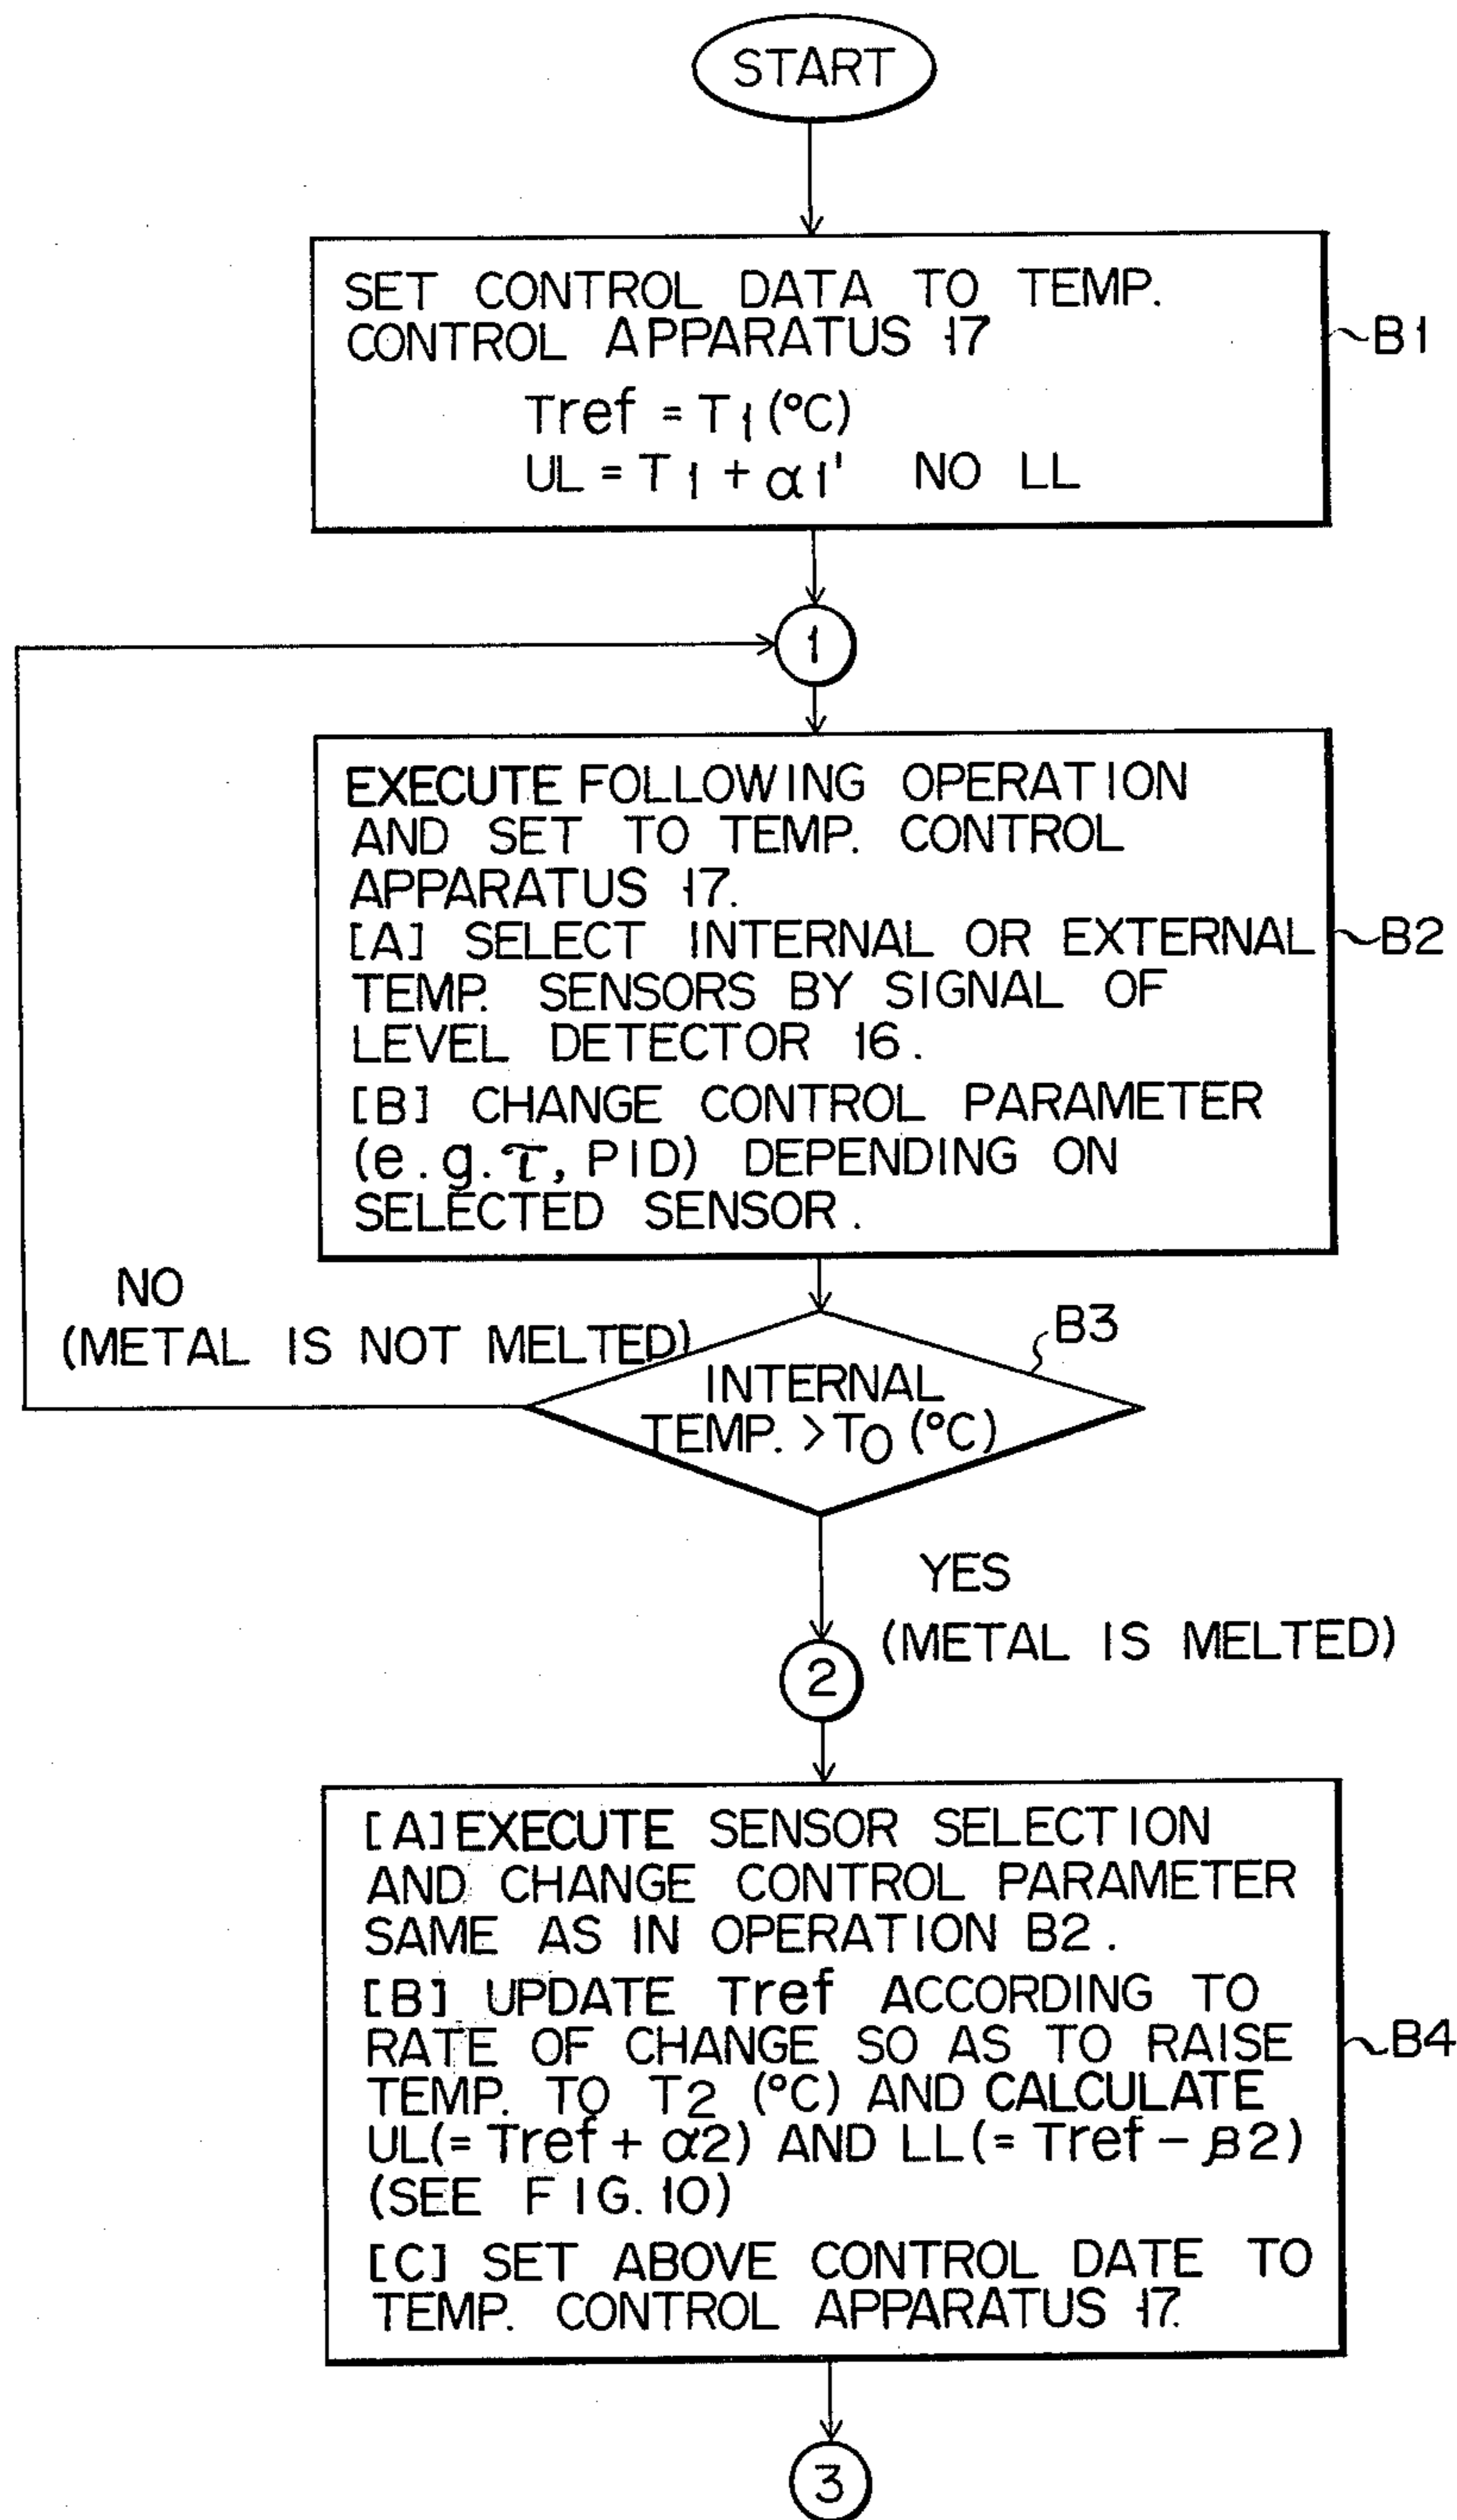 START
SET CONTROL DATA TO TEMP.
CONTROL APPARATUS 17
Tref = T1 (°C)
UL = T1 + α1' NO LL
B1
1
EXECUTE FOLLOWING OPERATION
AND SET TO TEMP. CONTROL
APPARATUS 17.
[A] SELECT INTERNAL OR EXTERNAL
TEMP. SENSORS BY SIGNAL OF
LEVEL DETECTOR 16.
[B] CHANGE CONTROL PARAMETER
(e.g. τ, PID) DEPENDING ON
SELECTED SENSOR.
B2
NO
(METAL IS NOT MELTED)
B3
INTERNAL
TEMP. > TO (°C)
YES
(METAL IS MELTED)
2
[A] EXECUTE SENSOR SELECTION
AND CHANGE CONTROL PARAMETER
SAME AS IN OPERATION B2.
[B] UPDATE Tref ACCORDING TO
RATE OF CHANGE SO AS TO RAISE
TEMP. TO T2 (°C) AND CALCULATE
UL (= Tref + α2) AND LL (= Tref - β2)
(SEE FIG. 10)
[C] SET ABOVE CONTROL DATE TO
TEMP. CONTROL APPARATUS 17.
B4
3